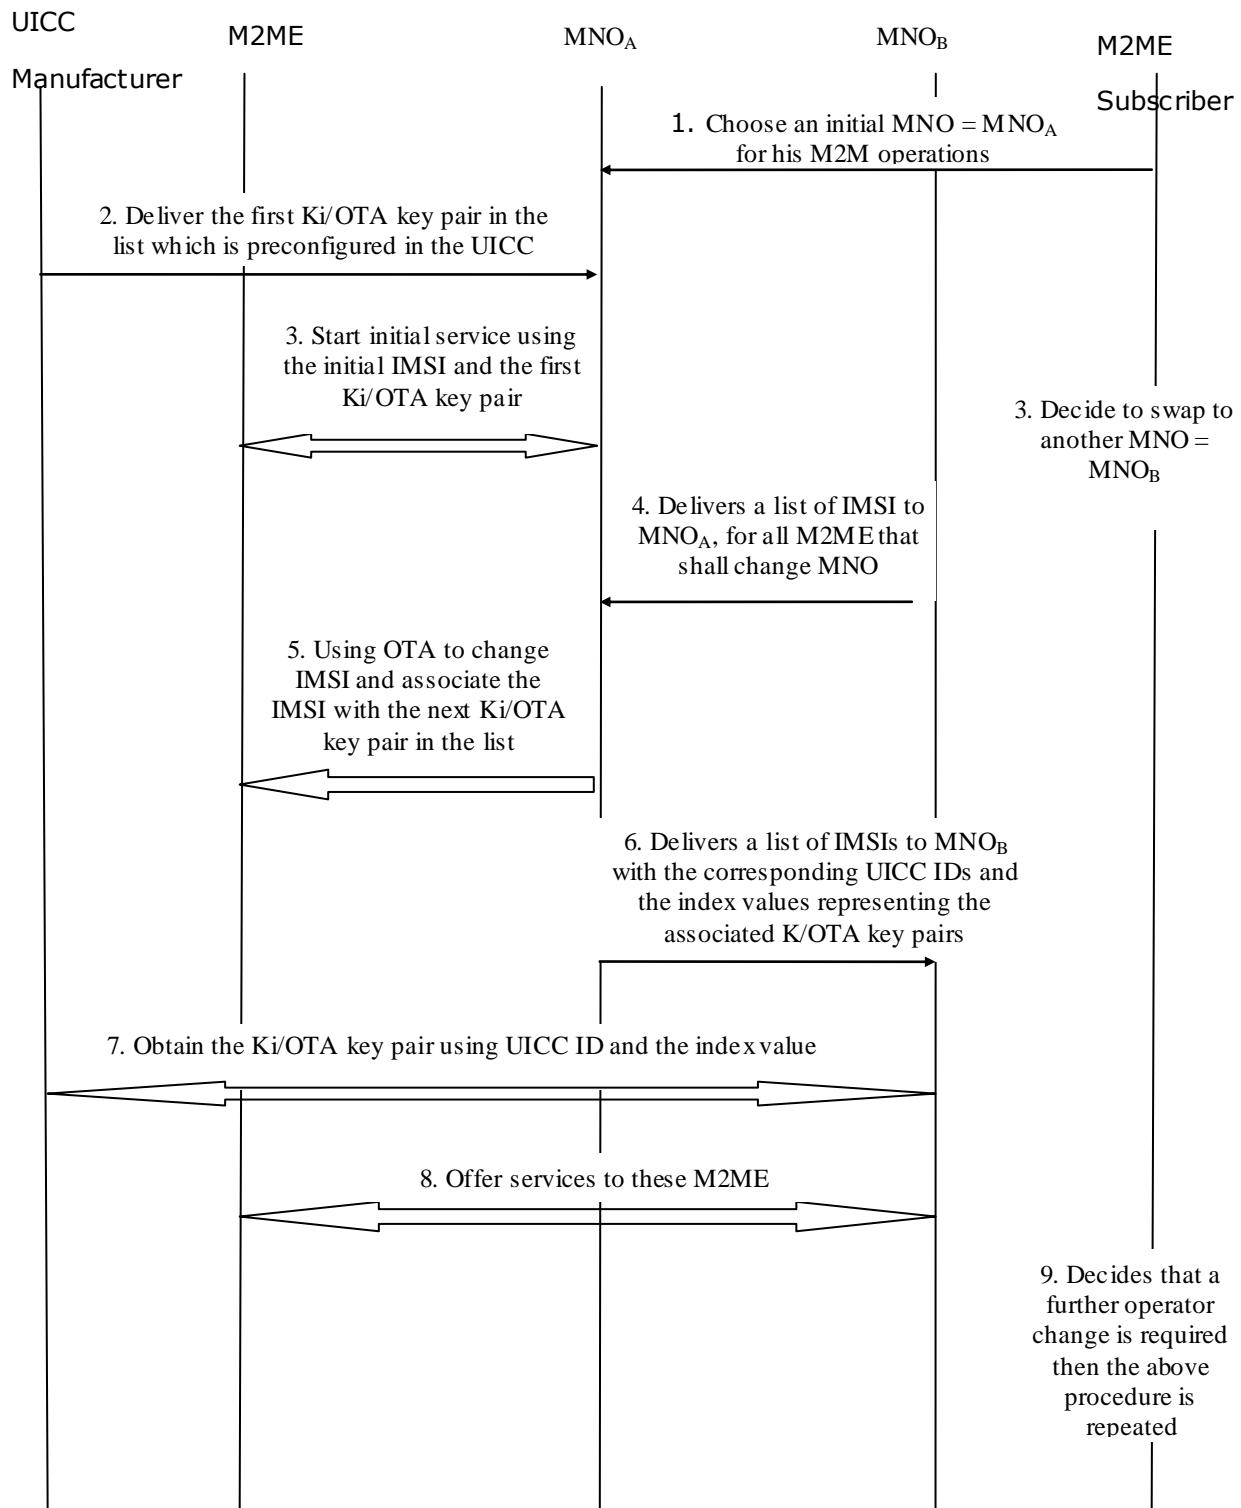 UICC
Manufacturer
M2ME
MNOA
MNOB
M2ME
Subscriber
1. Choose an initial MNO = MNOA
for his M2M operations
2. Deliver the first Ki/OTA key pair in the
list which is preconfigured in the UICC
3. Start initial service using
the initial IMSI and the first
Ki/OTA key pair
3. Decide to swap to
another MNO =
MNOB
4. Delivers a list of IMSI to
MNOA, for all M2ME that
shall change MNO
5. Using OTA to change
IMSI and associate the
IMSI with the next Ki/OTA
key pair in the list
6. Delivers a list of IMSIs to MNOB
with the corresponding UICC IDs and
the index values representing the
associated K/OTA key pairs
7. Obtain the Ki/OTA key pair using UICC ID and the index value
8. Offer services to these M2ME
9. Decides that a
further operator
change is required
then the above
procedure is
repeated